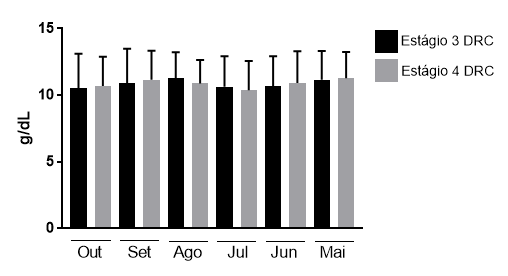 15
10
5
0
g/dL
Out Set Ago Jul Jun Mai
Estágio 3 DRC
Estágio 4 DRC